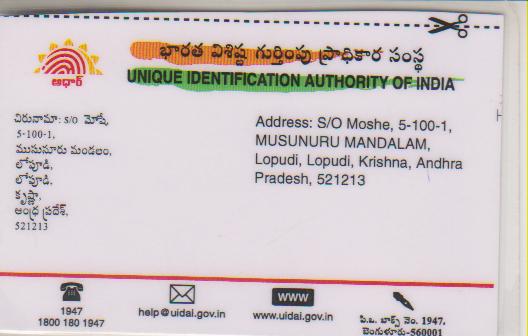 భారత విశిష్ట గుర్తింపు ప్రాధికార సంస్థ
UNIQUE IDENTIFICATION AUTHORITY OF INDIA
ఆధార్
చిరునామా: S/O మోషే,
5-100-1,
ముసునూరు మండలం,
లోపూడి,
లోపూడి,
కృష్ణా,
ఆంధ్ర ప్రదేశ్,
521213
Address: S/O Moshe, 5-100-1,
MUSUNURU MANDALAM,
Lopudi, Lopudi, Krishna, Andhra
Pradesh, 521213
1947
1800 180 1947
help@uidai.gov.in
WWW
www.uidai.gov.in
పి.ఒ. బాక్స్ నెం. 1947,
బెంగుళూరు-560001